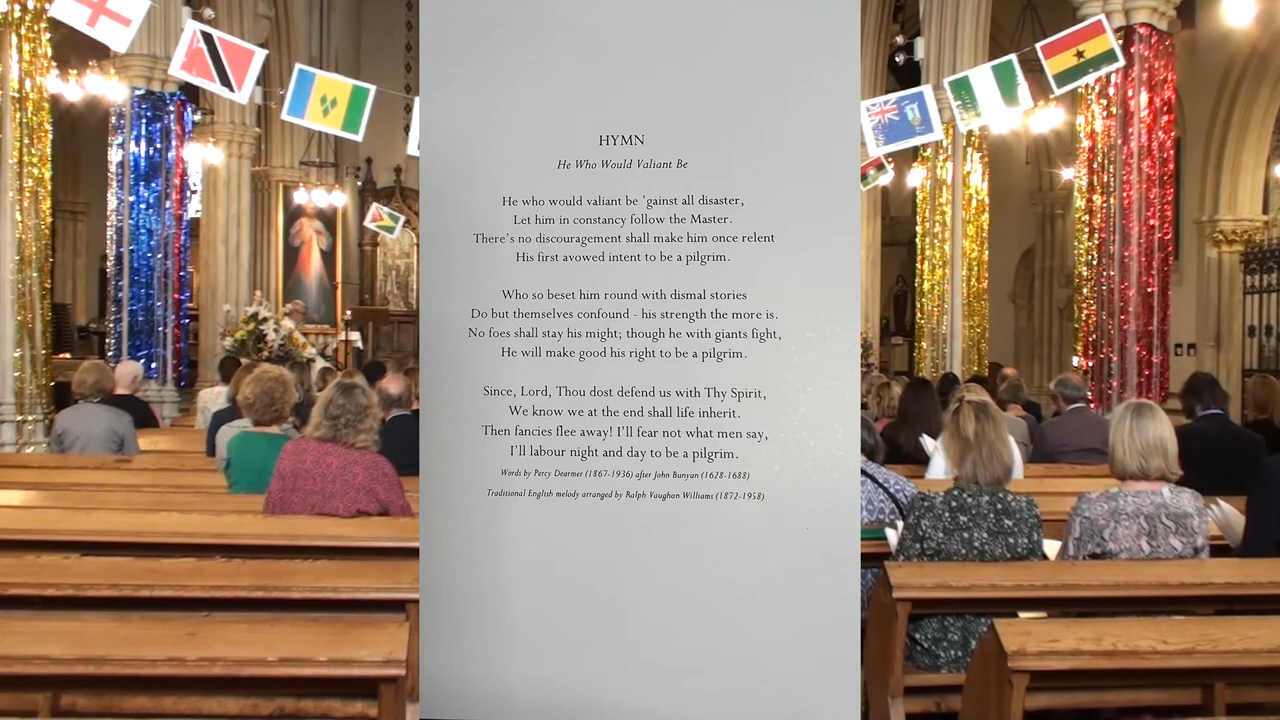 HYMN
He Who Would Valiant Be
He who would valiant be 'gainst all disaster,
Let him in constancy follow the Master.
There's no discouragement shall make him once relent
His first avowed intent to be a pilgrim.
Who so beset him round with dismal stories
Do but themselves confound - his strength the more is.
No foes shall stay his might; though he with giants fight,
He will make good his right to be a pilgrim.
Since, Lord, Thou dost defend us with Thy Spirit,
We know we at the end shall life inherit.
Then fancies flee away! I'll fear not what men say,
I'll labour night and day to be a pilgrim.
Words by Percy Dearmer (1867-1936) after John Bunyan (1628-1688)
Traditional English melody arranged by Ralph Vaughan Williams (1872-1958)